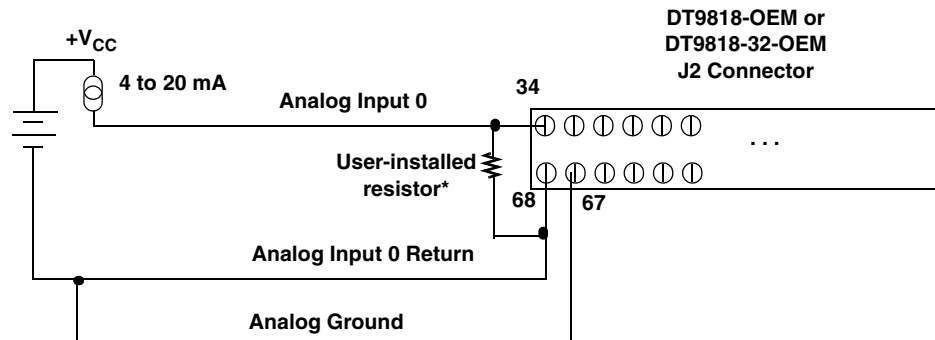 DT9818-OEM or
DT9818-32-OEM
J2 Connector
+VCC
4 to 20 mA
Analog Input 0
34
. . .
User-installed
resistor*
68
67
Analog Input 0 Return
Analog Ground